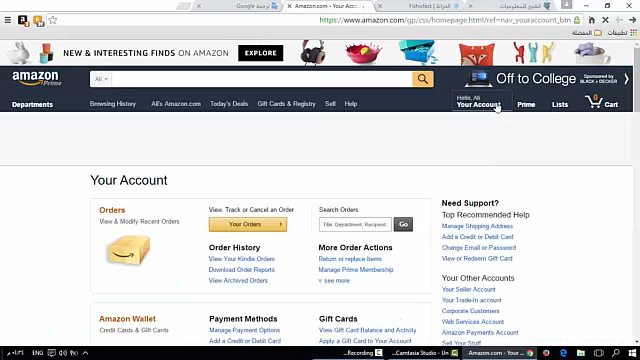 ترجمة Google
Amazon.com - Your Accou
الخزانة | Fishisfast
الفبيح للمعلوميات
https://www.amazon.com/gp/css/homepage.html?ref=nav_youraccount_btn
تطبيقات
المفضلة
NEW & INTERESTING FINDS ON AMAZON
EXPLORE
amazon
Prime
All
Off to College
Sponsored by
BLACK + DECKER
Departments
Browsing History
Ali's Amazon.com
Today's Deals
Gift Cards & Registry
Sell
Help
Hello, Ali
Your Account
Prime
Lists
0
Cart
Your Account
Orders
View & Modify Recent Orders
View, Track or Cancel an Order
Your Orders
Search Orders
Title, Department, Recipient
Go
Order History
View Your Kindle Orders
Download Order Reports
View Archived Orders
More Order Actions
Return or replace items
Manage Prime Membership
» see more
Amazon Wallet
Credit Cards & Gift Cards
Payment Methods
Manage Payment Options
Add a Credit or Debit Card
Gift Cards
View Gift Card Balance and Activity
Apply a Gift Card to Your Account
Need Support?
Top Recommended Help
Manage Shipping Address
Add a Credit or Debit Card
Change Email or Password
View or Redeem Gift Card
Your Other Accounts
Your Seller Account
Your Trade-in account
Corporate Customers
Web Services Account
Amazon Payments Account
Sell Your Stuff
ENG
Recording...
Camtasia Studio - Un...
Amazon.com - Your ...